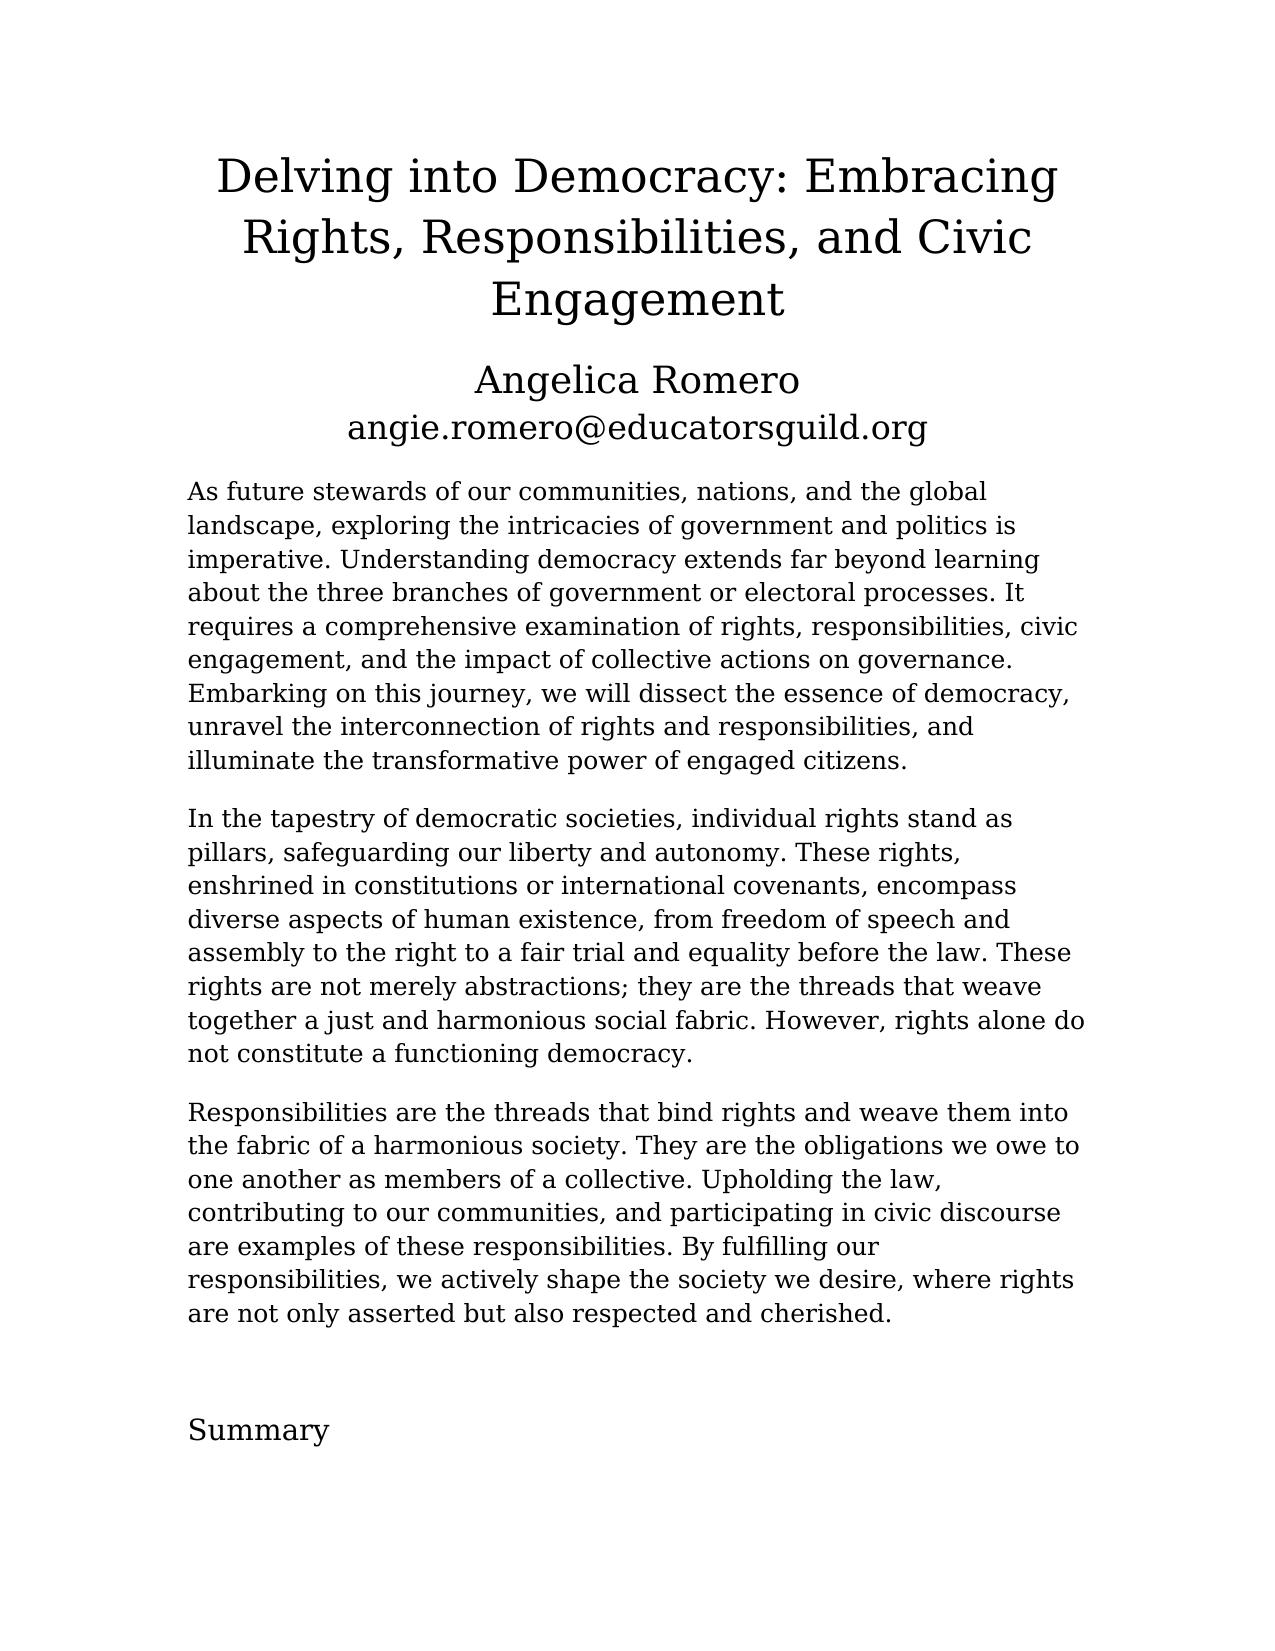 Delving into Democracy: Embracing
Rights, Responsibilities, and Civic
Engagement
Angelica Romero
angie.romero@educatorsguild.org
As future stewards of our communities, nations, and the global
landscape, exploring the intricacies of government and politics is
imperative. Understanding democracy extends far beyond learning
about the three branches of government or electoral processes. It
requires a comprehensive examination of rights, responsibilities, civic
engagement, and the impact of collective actions on governance.
Embarking on this journey, we will dissect the essence of democracy,
unravel the interconnection of rights and responsibilities, and
illuminate the transformative power of engaged citizens.
In the tapestry of democratic societies, individual rights stand as
pillars, safeguarding our liberty and autonomy. These rights,
enshrined in constitutions or international covenants, encompass
diverse aspects of human existence, from freedom of speech and
assembly to the right to a fair trial and equality before the law. These
rights are not merely abstractions; they are the threads that weave
together a just and harmonious social fabric. However, rights alone do
not constitute a functioning democracy.
Responsibilities are the threads that bind rights and weave them into
the fabric of a harmonious society. They are the obligations we owe to
one another as members of a collective. Upholding the law,
contributing to our communities, and participating in civic discourse
are examples of these responsibilities. By fulfilling our
responsibilities, we actively shape the society we desire, where rights
are not only asserted but also respected and cherished.
Summary